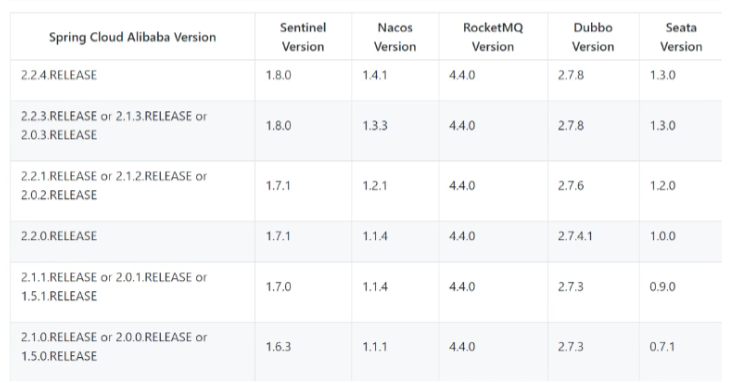 Spring Cloud Alibaba Version Sentinel Version Nacos Version RocketMQ Version Dubbo Version Seata Version
2.2.4.RELEASE 1.8.0 1.4.1 4.4.0 2.7.8 1.3.0
2.2.3.RELEASE or 2.1.3.RELEASE or
2.0.3.RELEASE 1.8.0 1.3.3 4.4.0 2.7.8 1.3.0
2.2.1.RELEASE or 2.1.2.RELEASE or
2.0.2.RELEASE 1.7.1 1.2.1 4.4.0 2.7.6 1.2.0
2.2.0.RELEASE 1.7.1 1.1.4 4.4.0 2.7.4.1 1.0.0
2.1.1.RELEASE or 2.0.1.RELEASE or
1.5.1.RELEASE 1.7.0 1.1.4 4.4.0 2.7.3 0.9.0
2.1.0.RELEASE or 2.0.0.RELEASE or
1.5.0.RELEASE 1.6.3 1.1.1 4.4.0 2.7.3 0.7.1